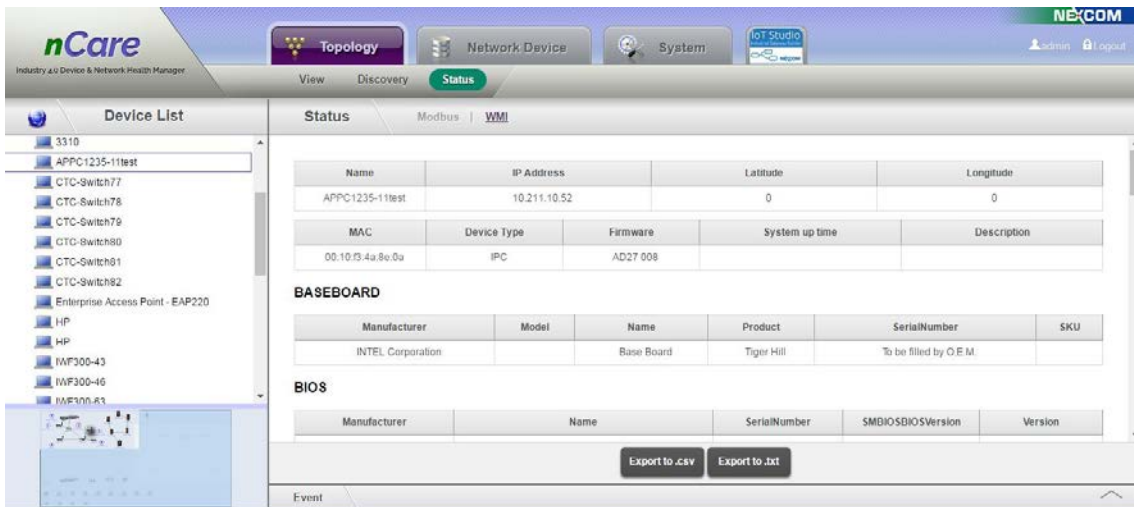 NEXCOM
nCare
Industry 4.0 Device & Network Health Manager
Topology
Network Device
System
IoT Studio
admin
Logout
View
Discovery
Status
Device List
3310
APPC1235-11test
CTC-Switch77
CTC-Switch78
CTC-Switch79
CTC-Switch80
CTC-Switch81
CTC-Switch82
Enterprise Access Point - EAP220
HP
HP
IWF300-43
IWF300-46
IWF300-63
Status
Modbus | WMI
Name IP Address Latitude Longitude
APPC1235-11test 10.211.10.52 0 0
MAC Device Type Firmware System up time Description
00:10:f3:4a:8e:0a IPC AD27 008
BASEBOARD
Manufacturer Model Name Product SerialNumber SKU
INTEL Corporation Base Board Tiger Hill To be filled by O.E.M.
BIOS
Manufacturer Name SerialNumber SMBIOSBIOSVersion Version
Export to .csv Export to .txt
Event